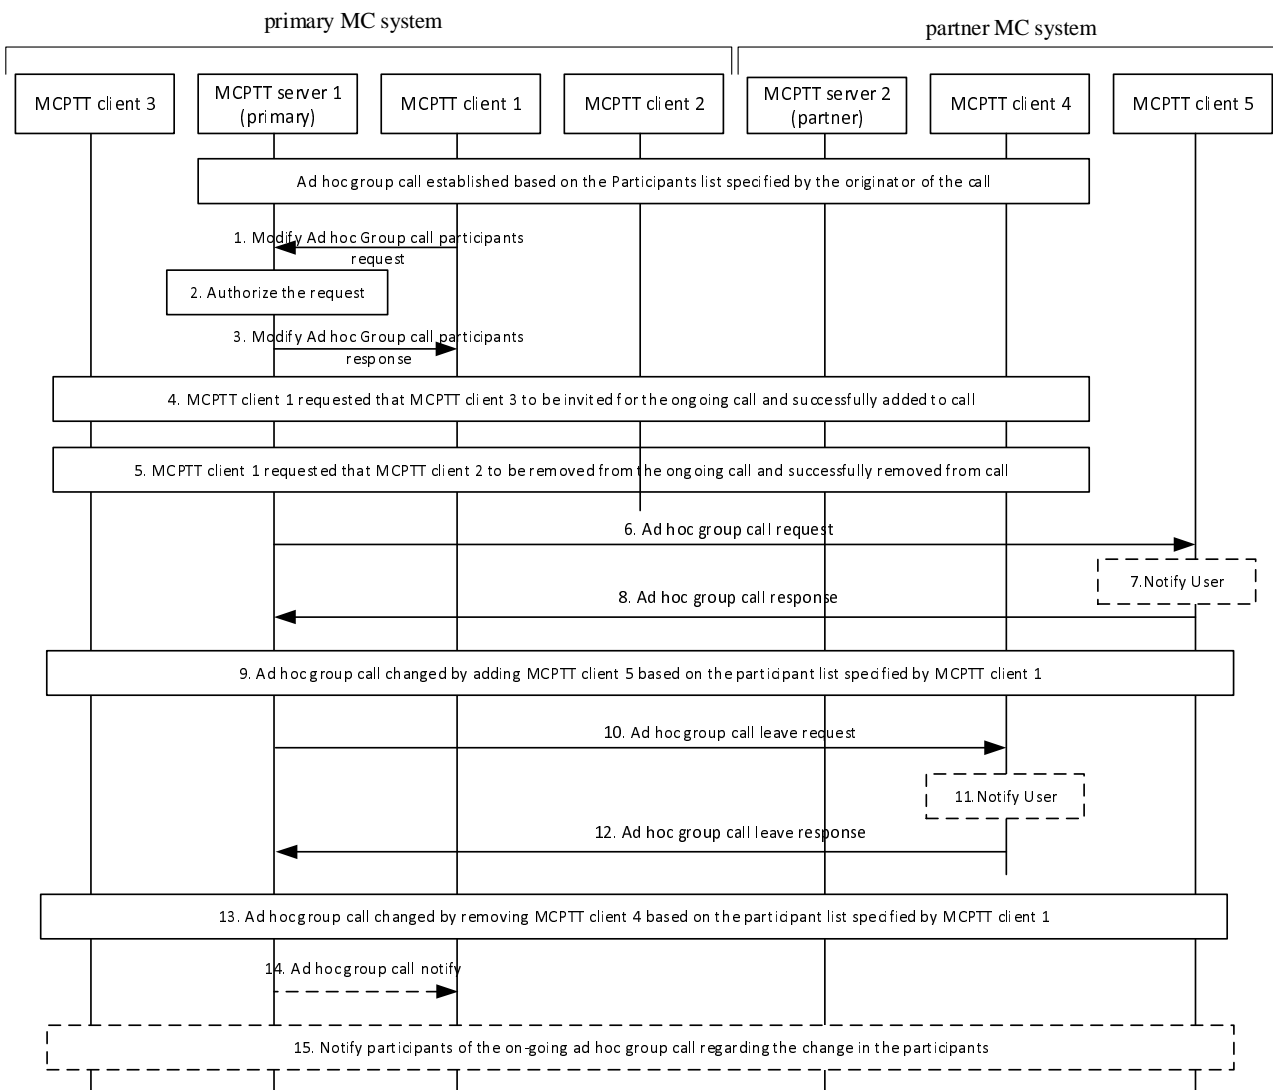 primary MC system
partner MC system
MCPTT client 3
MCPTT server 1
(primary)
MCPTT client 1
MCPTT client 2
MCPTT server 2
(partner)
MCPTT client 4
MCPTT client 5
Ad hoc group call established based on the Participants list specified by the originator of the call
1. Modify Ad hoc Group call participants
request
2. Authorize the request
3. Modify Ad hoc Group call participants
response
4. MCPTT client 1 requested that MCPTT client 3 to be invited for the ongoing call and successfully added to call
5. MCPTT client 1 requested that MCPTT client 2 to be removed from the ongoing call and successfully removed from call
6. Ad hoc group call request
7.Notify User
8. Ad hoc group call response
9. Ad hoc group call changed by adding MCPTT client 5 based on the participant list specified by MCPTT client 1
10. Ad hoc group call leave request
11.Notify User
12. Ad hoc group call leave response
13. Ad hoc group call changed by removing MCPTT client 4 based on the participant list specified by MCPTT client 1
14. Ad hoc group call notify
15. Notify participants of the on-going ad hoc group call regarding the change in the participants